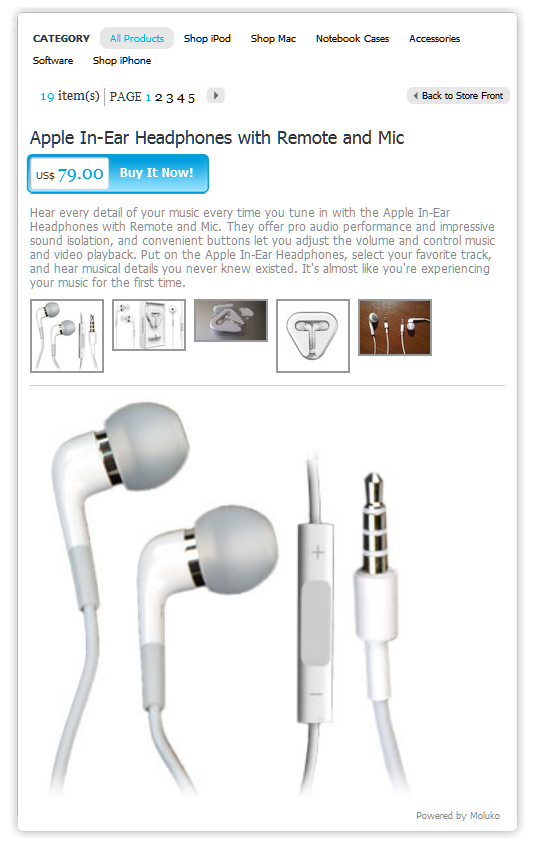 CATEGORY All Products Shop iPod Shop Mac Notebook Cases Accessories
Software Shop iPhone
19 item(s) PAGE 1 2 3 4 5
Back to Store Front
Apple In-Ear Headphones with Remote and Mic
US$ 79.00 Buy It Now!
Hear every detail of your music every time you tune in with the Apple In-Ear
Headphones with Remote and Mic. They offer pro audio performance and impressive
sound isolation, and convenient buttons let you adjust the volume and control music
and video playback. Put on the Apple In-Ear Headphones, select your favorite track,
and hear musical details you never knew existed. It's almost like you're experiencing
your music for the first time.
+
−
Powered by Moluko